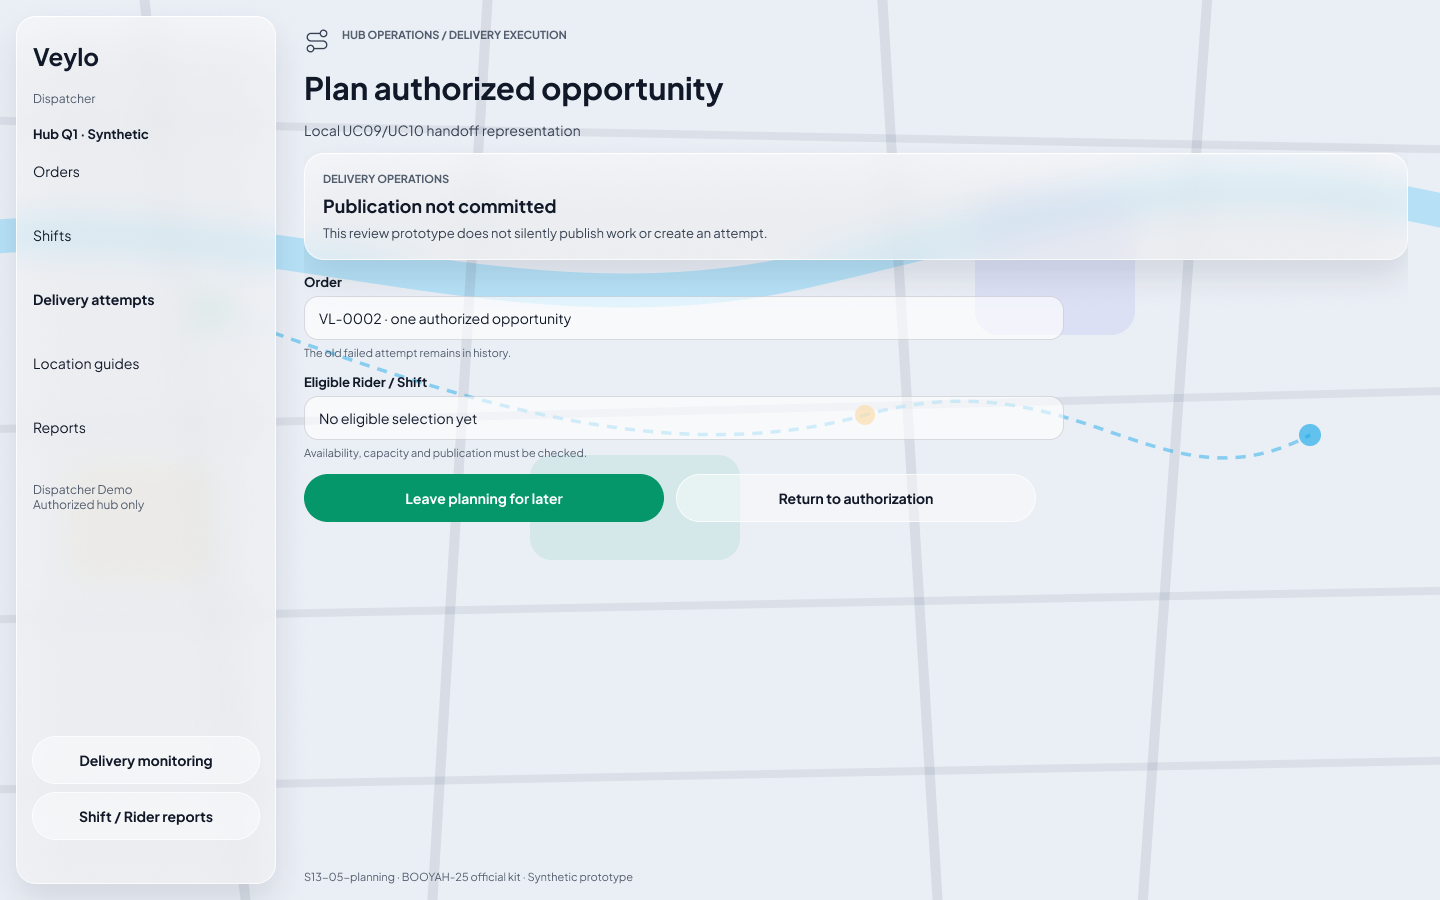 Veylo
Dispatcher
Hub Q1 · Synthetic
Orders
Shifts
Delivery attempts
Location guides
Reports
Dispatcher Demo
Authorized hub only
Delivery monitoring
Shift / Rider reports
HUB OPERATIONS / DELIVERY EXECUTION
Plan authorized opportunity
Local UC09/UC10 handoff representation
DELIVERY OPERATIONS
Publication not committed
This review prototype does not silently publish work or create an attempt.
Order
VL-0002 · one authorized opportunity
The old failed attempt remains in history.
Eligible Rider / Shift
No eligible selection yet
Availability, capacity and publication must be checked.
Leave planning for later
Return to authorization
S13-05-planning · BOOYAH-25 official kit · Synthetic prototype